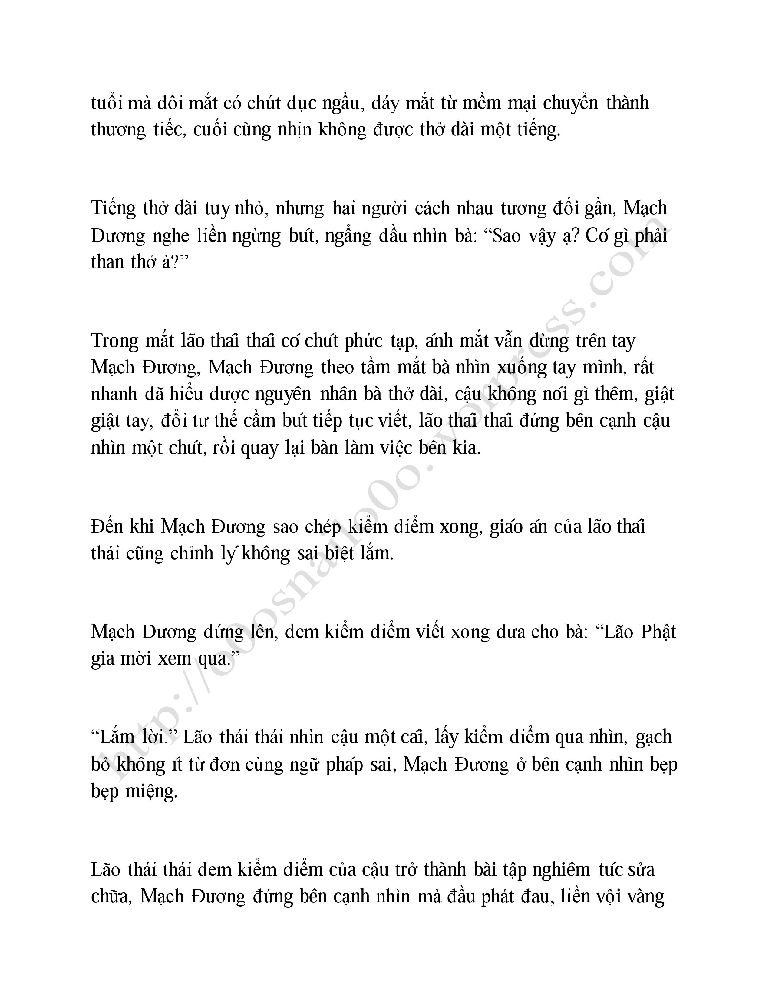 tuổi mà đôi mắt có chút đục ngầu, đáy mắt từ mềm mại chuyển thành
thương tiếc, cuối cùng nhịn không được thở dài một tiếng.
Tiếng thở dài tuy nhỏ, nhưng hai người cách nhau tương đối gần, Mạch
Đương nghe liền ngừng bút, ngẩng đầu nhìn bà: “Sao vậy ạ? Có gì phải
than thở à?”
Trong mắt lão thái thái có chút phức tạp, ánh mắt vẫn dừng trên tay
Mạch Đương, Mạch Đương theo tầm mắt bà nhìn xuống tay mình, rất
nhanh đã hiểu được nguyên nhân bà thở dài, cậu không nói gì thêm, giật
giật tay, đổi tư thế cầm bút tiếp tục viết, lão thái thái đứng bên cạnh cậu
nhìn một chút, rồi quay lại bàn làm việc bên kia.
Đến khi Mạch Đương sao chép kiểm điểm xong, giáo án của lão thái
thái cũng chỉnh lý không sai biệt lắm.
Mạch Đương đứng lên, đem kiểm điểm viết xong đưa cho bà: “Lão Phật
gia mời xem qua.”
“Lắm lời.” Lão thái thái nhìn cậu một cái, lấy kiểm điểm qua nhìn, gạch
bỏ không ít từ đơn cùng ngữ pháp sai, Mạch Đương ở bên cạnh nhìn bẹp
bẹp miệng.
Lão thái thái đem kiểm điểm của cậu trở thành bài tập nghiêm túc sửa
chữa, Mạch Đương đứng bên cạnh nhìn mà đầu phát đau, liền vội vàng
http://o0osnailo0o.worpress.com